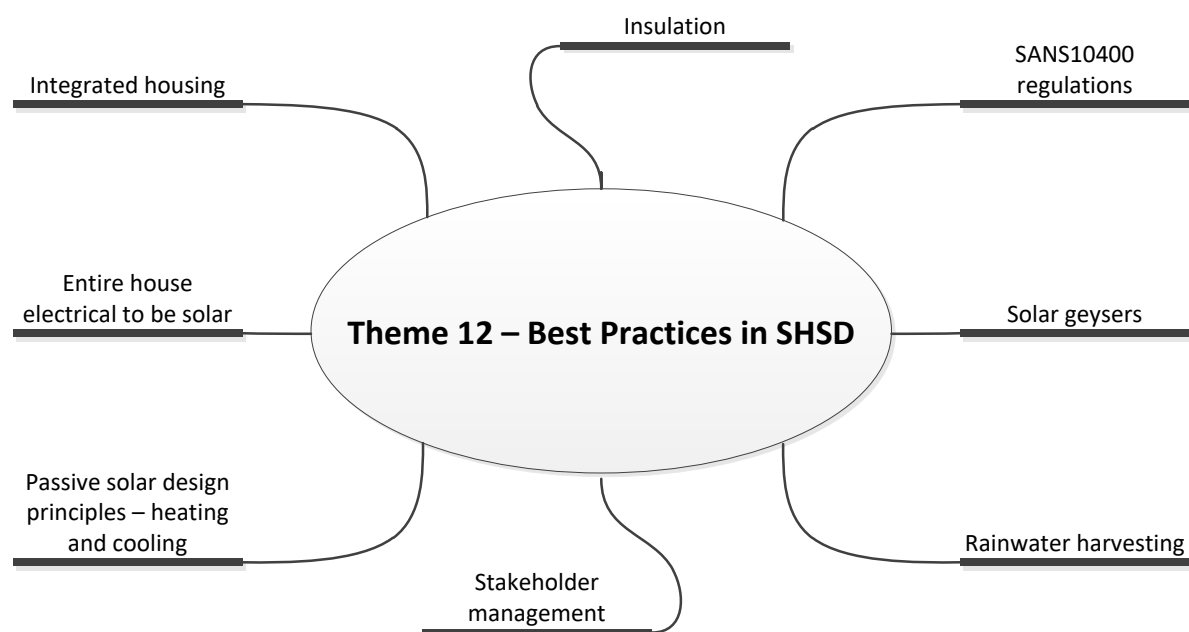 Insulation
SANS10400
regulations
Integrated housing
Entire house
electrical to be solar
Theme 12 – Best Practices in SHSD
Solar geysers
Passive solar design
principles – heating
and cooling
Rainwater harvesting
Stakeholder
management